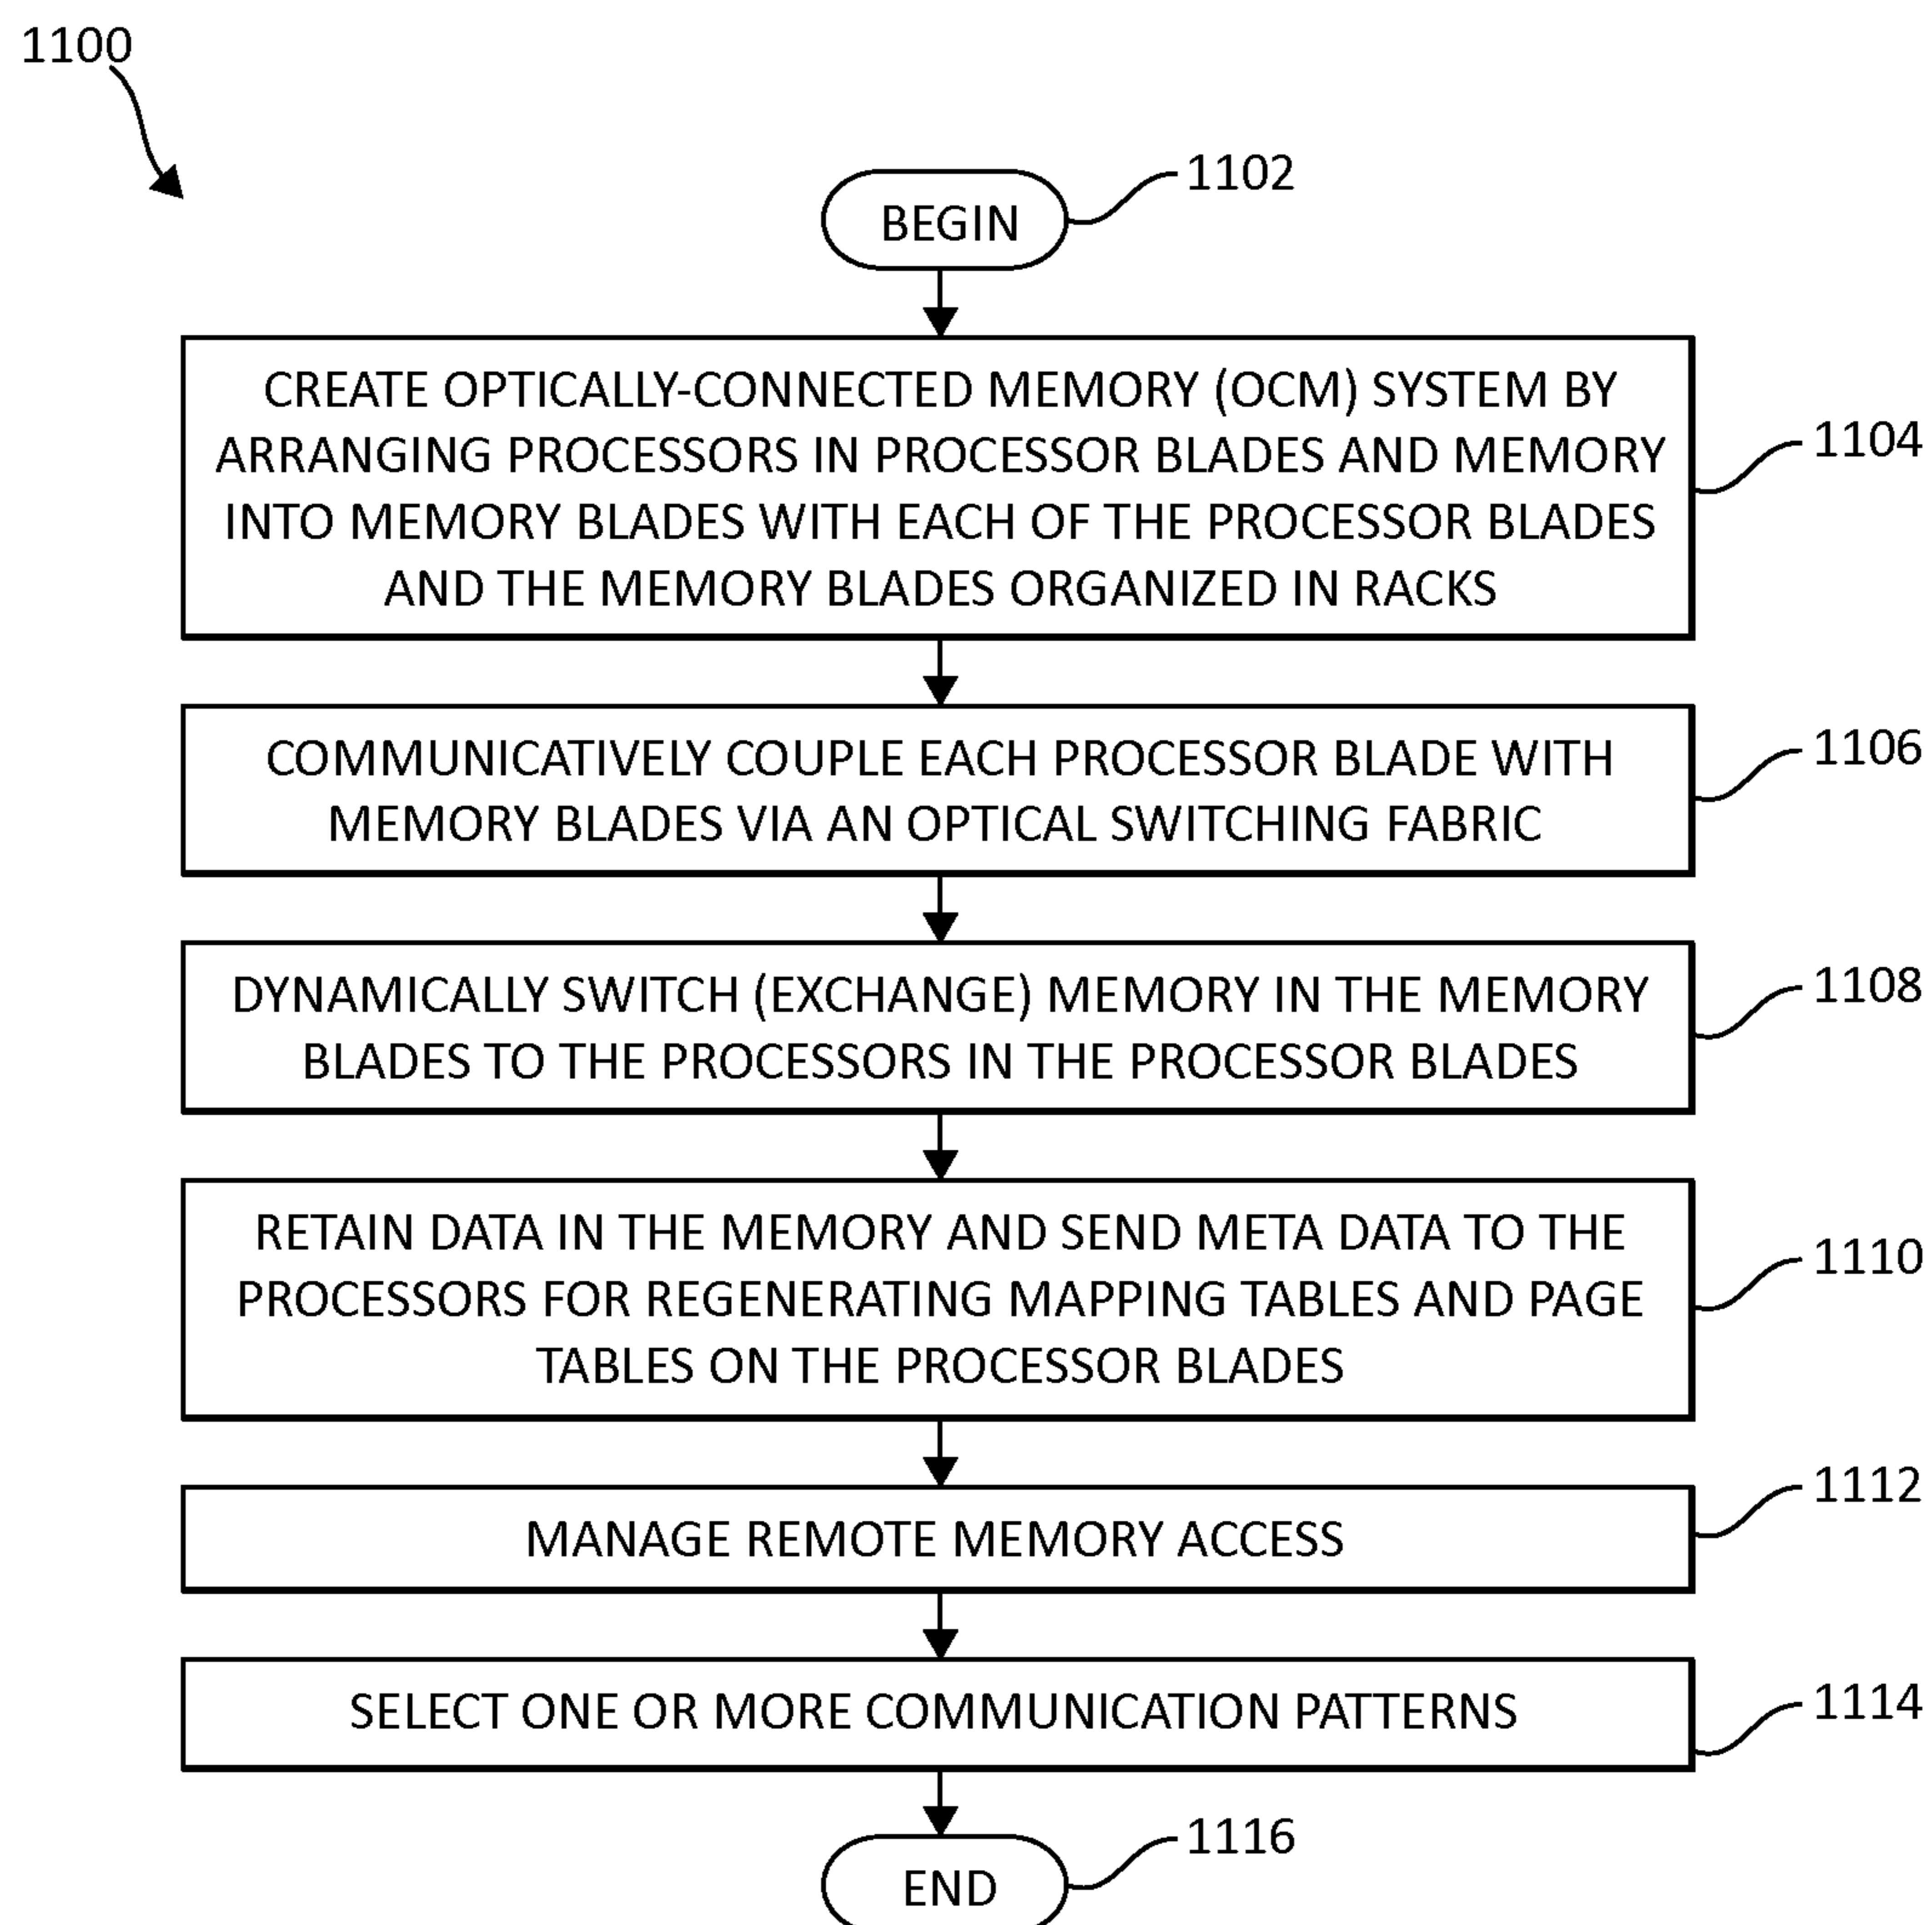 1100
BEGIN
1102
CREATE OPTICALLY-CONNECTED MEMORY (OCM) SYSTEM BY
ARRANGING PROCESSORS IN PROCESSOR BLADES AND MEMORY
INTO MEMORY BLADES WITH EACH OF THE PROCESSOR BLADES
AND THE MEMORY BLADES ORGANIZED IN RACKS
1104
COMMUNICATIVELY COUPLE EACH PROCESSOR BLADE WITH
MEMORY BLADES VIA AN OPTICAL SWITCHING FABRIC
1106
DYNAMICALLY SWITCH (EXCHANGE) MEMORY IN THE MEMORY
BLADES TO THE PROCESSORS IN THE PROCESSOR BLADES
1108
RETAIN DATA IN THE MEMORY AND SEND META DATA TO THE
PROCESSORS FOR REGENERATING MAPPING TABLES AND PAGE
TABLES ON THE PROCESSOR BLADES
1110
MANAGE REMOTE MEMORY ACCESS
1112
SELECT ONE OR MORE COMMUNICATION PATTERNS
1114
END
1116